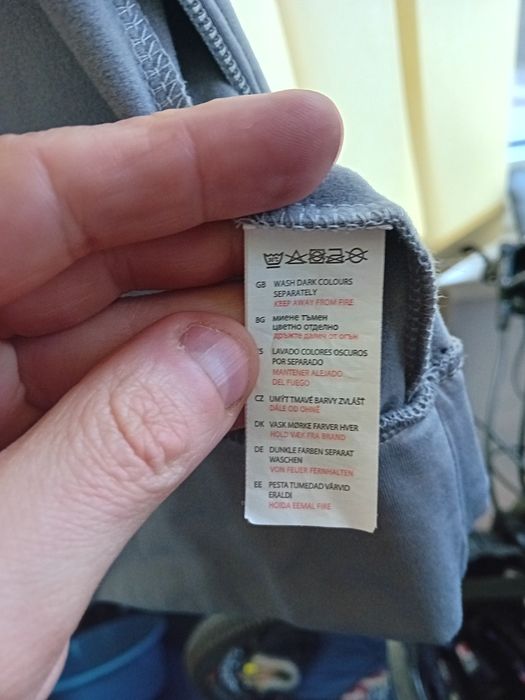 GB WASH DARK COLOURS
SEPARATELY
KEEP AWAY FROM FIRE
BG миене тъмен
цветно отделно
дръжте далеч от огън
ES LAVADO COLORES OSCUROS
POR SEPARADO
MANTENER ALEJADO
DEL FUEGO
CZ UMÝT TMAVÉ BARVY ZVLÁŠŤ
DÁLE OD OHNĚ
DK VASK MØRKE FARVER HVER
HOLD VÆK FRA BRAND
DE DUNKLE FARBEN SEPARAT
WASCHEN
VON FEUER FERNHALTEN
EE PESTA TUMEDAD VÄRVID
ERALDI
HOIDA EEMAL FIRE